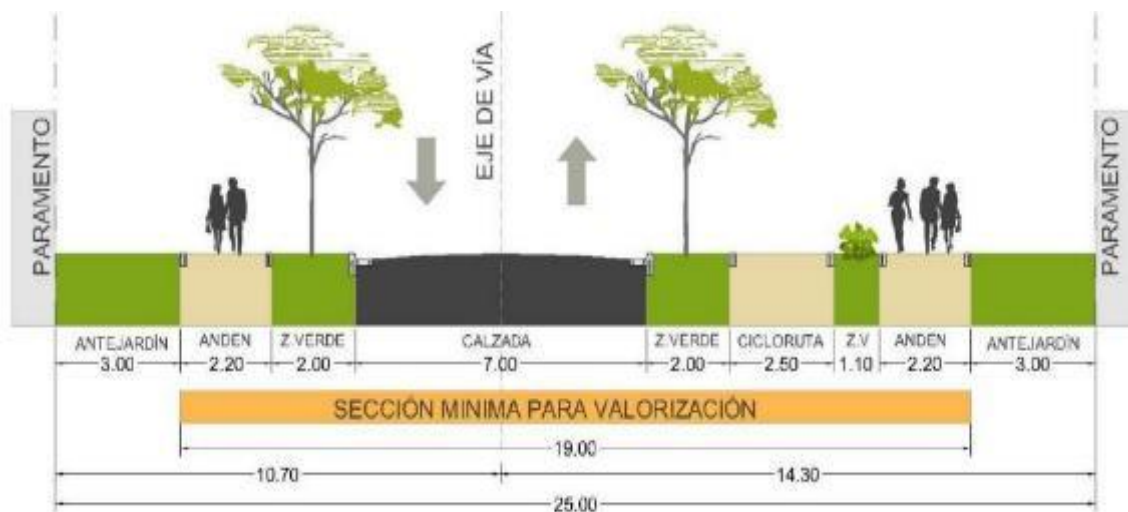 PARAMENTO
EJE DE VÍA
PARAMENTO
ANTEJARDÍN ANDEN Z.VERDE CALZADA Z.VERDE CICLORUTA Z.V ANDEN ANTEJARDÍN
3.00 2.20 2.00 7.00 2.00 2.50 1.10 2.20 3.00
SECCIÓN MINIMA PARA VALORIZACIÓN
19.00
10.70 14.30
25.00